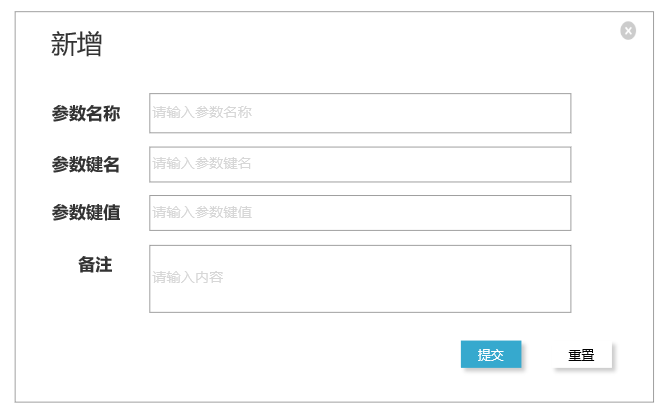 新增
参数名称
请输入参数名称
参数键名
请输入参数键名
参数键值
请输入参数键值
备注
请输入内容
提交
重置